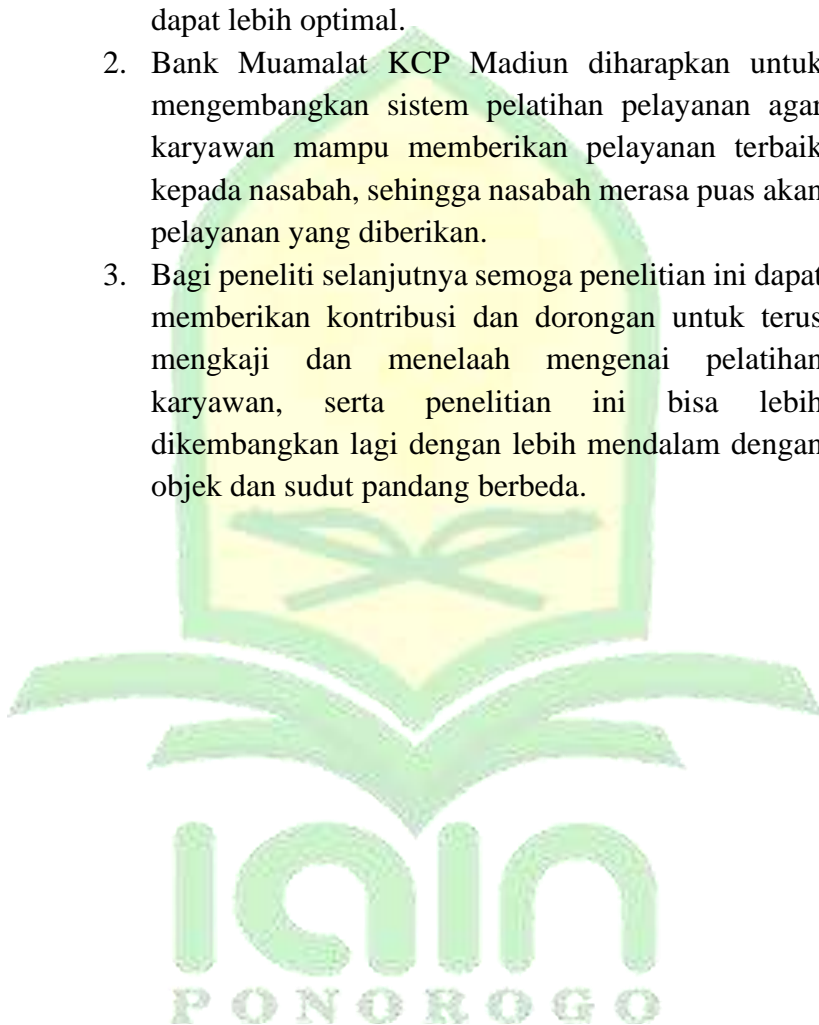 dapat lebih optimal.
2. Bank Muamalat KCP Madiun diharapkan untuk
mengembangkan sistem pelatihan pelayanan agar
karyawan mampu memberikan pelayanan terbaik
kepada nasabah, sehingga nasabah merasa puas akan
pelayanan yang diberikan.
3. Bagi peneliti selanjutnya semoga penelitian ini dapat
memberikan kontribusi dan dorongan untuk terus
mengkaji dan menelaah mengenai pelatihan
karyawan, serta penelitian ini bisa lebih
dikembangkan lagi dengan lebih mendalam dengan
objek dan sudut pandang berbeda.
IAIN
PONOROGO